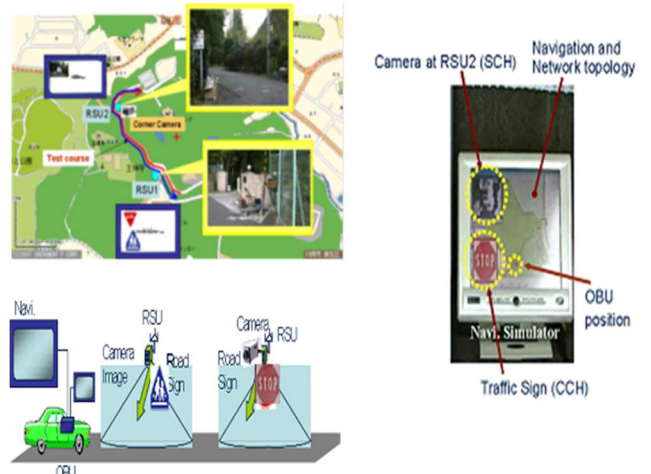 RSU2
Corner Camera
Test course
RSU1
Camera at RSU2 (SCH)
Navigation and
Network topology
STOP
OBU
position
Navi. Simulator
Traffic Sign (CCH)
Navi.
RSU
Camera
Image
Road
Sign
Camera
RSU
Road
Sign
STOP
OBU